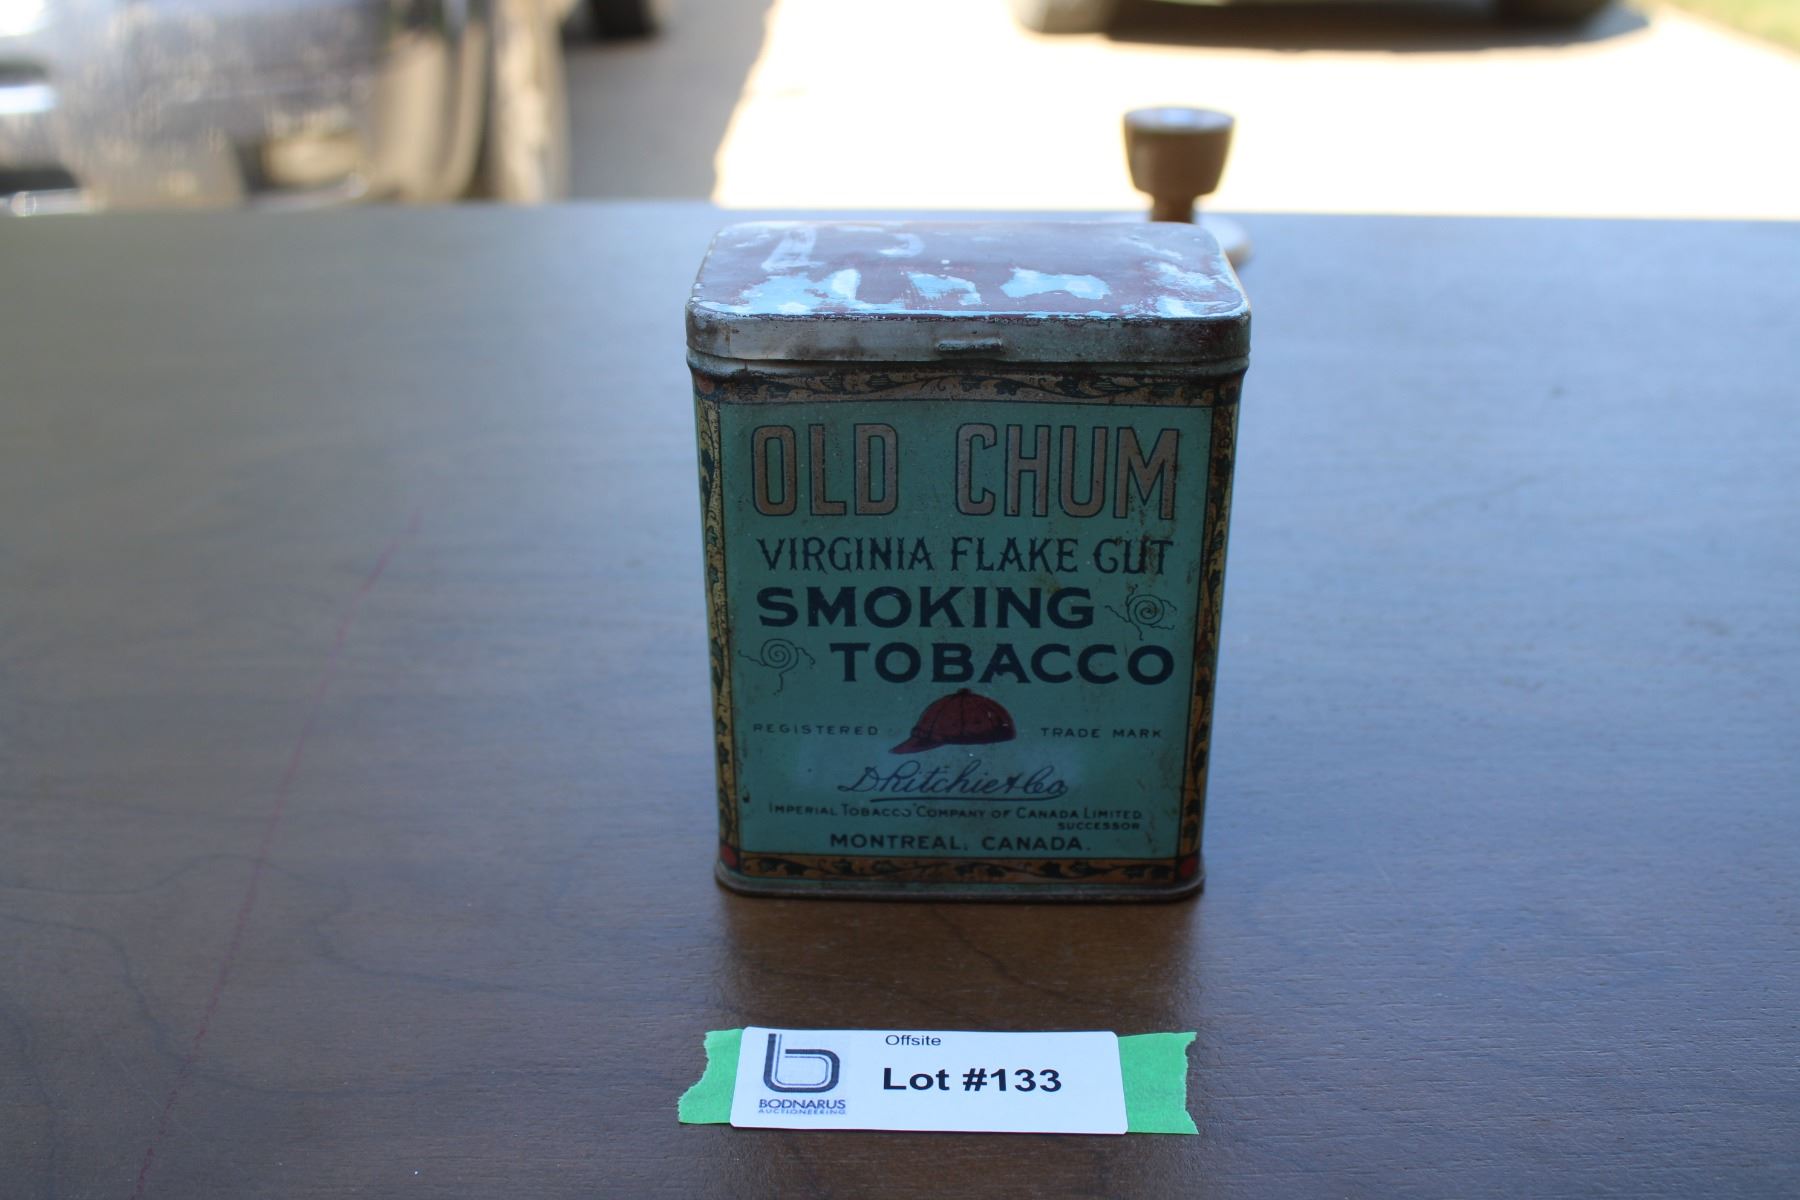 OLD CHUM
VIRGINIA FLAKE CUT
SMOKING
TOBACCO
REGISTERED TRADE MARK
D Ritchie & Co
IMPERIAL TOBACCO COMPANY OF CANADA LIMITED
SUCCESSOR
MONTREAL, CANADA.
Offsite
Lot #133
BODNARUS
AUCTIONEERING